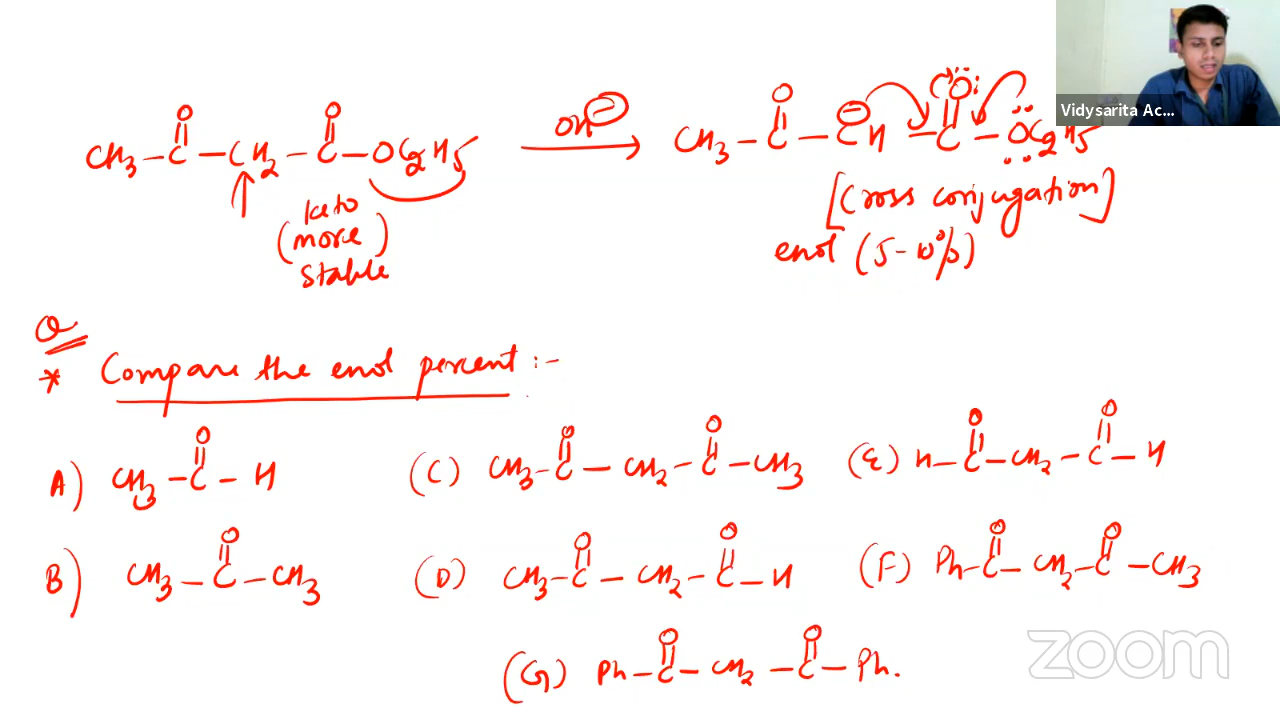 CH3 – C(=O) – CH2 – C(=O) – OC2H5 OH⊖ → CH3 – C(=O) – C⊖H – C(=O) – OC2H5
keto
(more)
stable
[Cross conjugation]
enol (5-10%)
Q
* Compare the enol percent :-
A) CH3 – C(=O) – H
(C) CH3 – C(=O) – CH2 – C(=O) – CH3
(E) H – C(=O) – CH2 – C(=O) – H
B) CH3 – C(=O) – CH3
(D) CH3 – C(=O) – CH2 – C(=O) – H
(F) Ph – C(=O) – CH2 – C(=O) – CH3
(G) Ph – C(=O) – CH2 – C(=O) – Ph.
Vidysarita Ac...
zoom